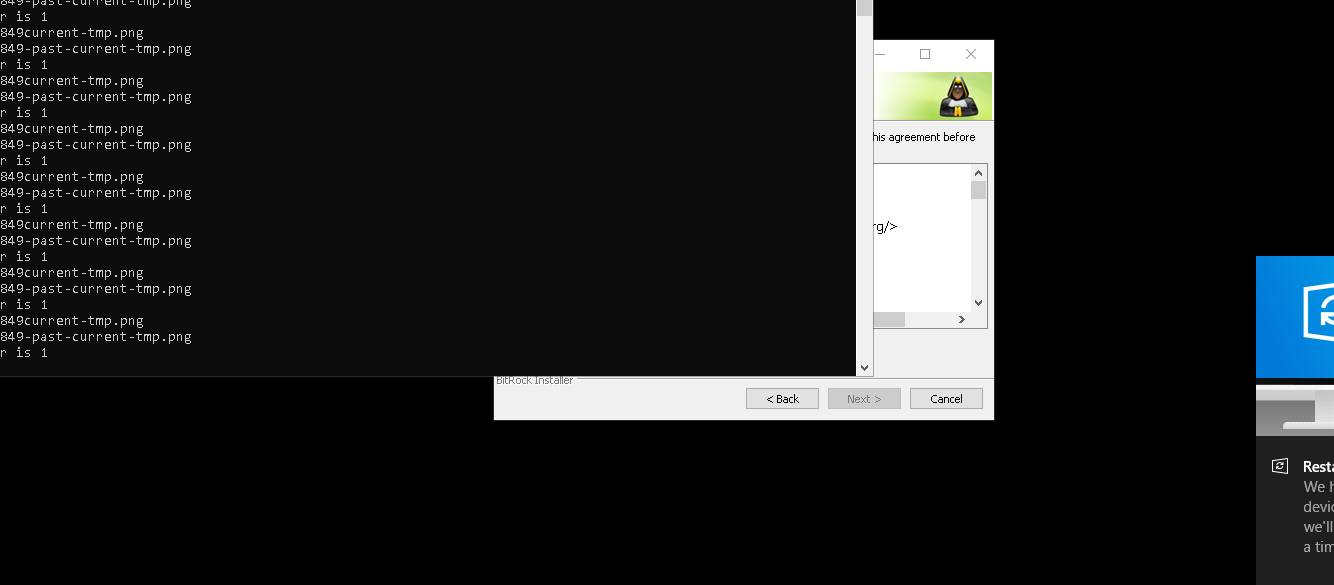 849-past-current-tmp.png
r is 1
849current-tmp.png
849-past-current-tmp.png
r is 1
849current-tmp.png
849-past-current-tmp.png
r is 1
849current-tmp.png
849-past-current-tmp.png
r is 1
849current-tmp.png
849-past-current-tmp.png
r is 1
849current-tmp.png
849-past-current-tmp.png
r is 1
849current-tmp.png
849-past-current-tmp.png
r is 1
849current-tmp.png
849-past-current-tmp.png
r is 1
his agreement before
rg/>
BitRock Installer
< Back
Next >
Cancel
Resta
We h
devic
we'll
a tim